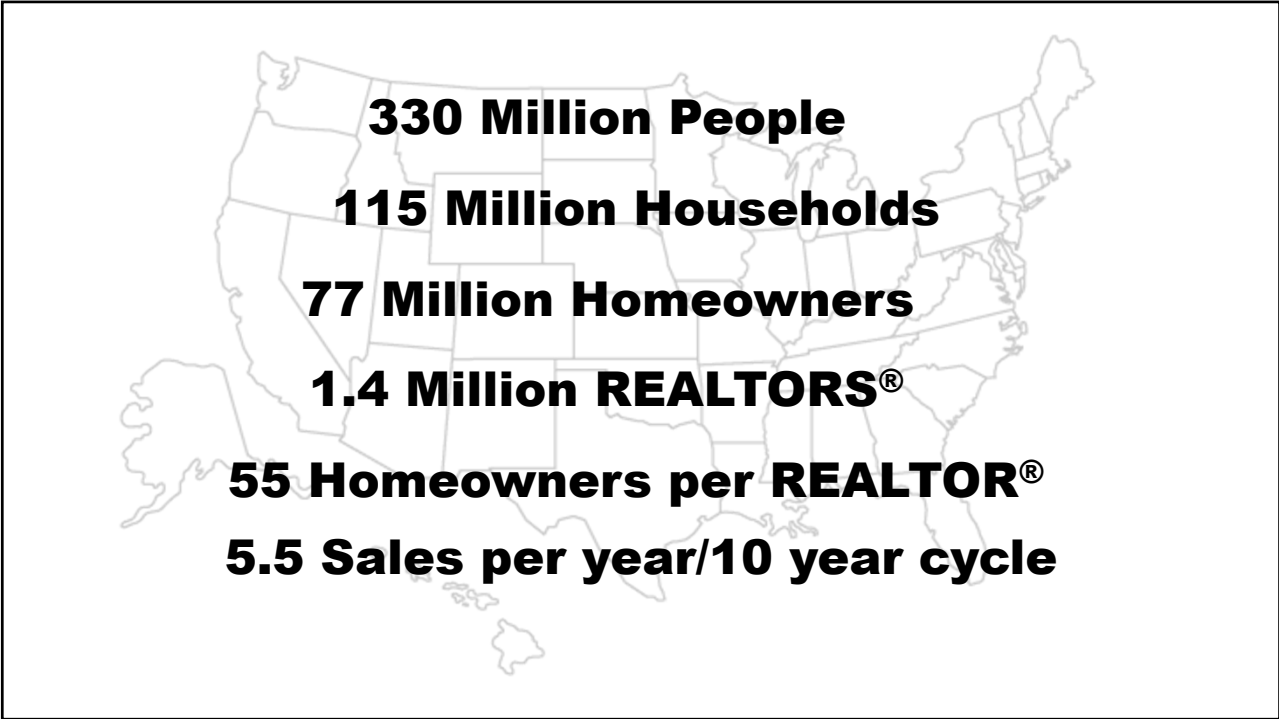 330 Million People
115 Million Households
77 Million Homeowners
1.4 Million REALTORS®
55 Homeowners per REALTOR®
5.5 Sales per year/10 year cycle